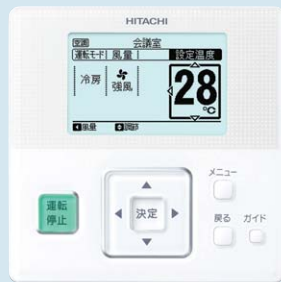 HITACHI
空調 会議室
運転モード 風量 設定温度
冷房 強風 28℃
風量 調節
メニュー
運転
停止
決定
戻る ガイド